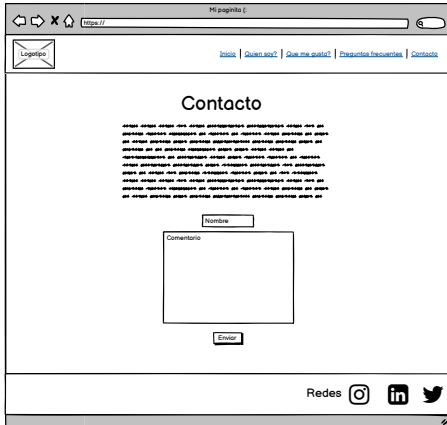 Mi paginita (:
https://
Logotipo
Inicio | Quien soy? | Que me gusta? | Preguntas frecuentes | Contacto
Contacto
Nombre
Comentario
Enviar
Redes